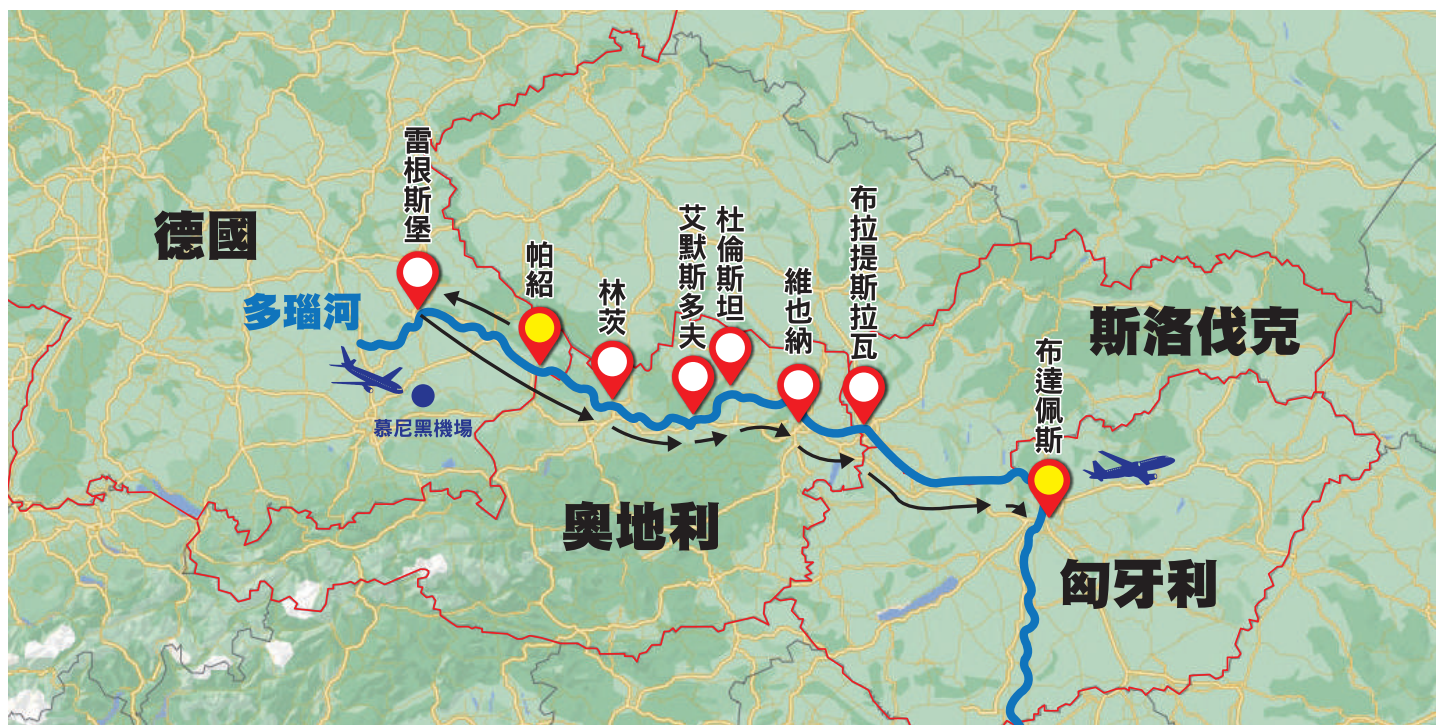 德國
多瑙河
慕尼黑機場
雷根斯堡
帕紹
林茨
艾默斯多夫
杜倫斯坦
維也納
布拉提斯拉瓦
斯洛伐克
布達佩斯
奧地利
匈牙利